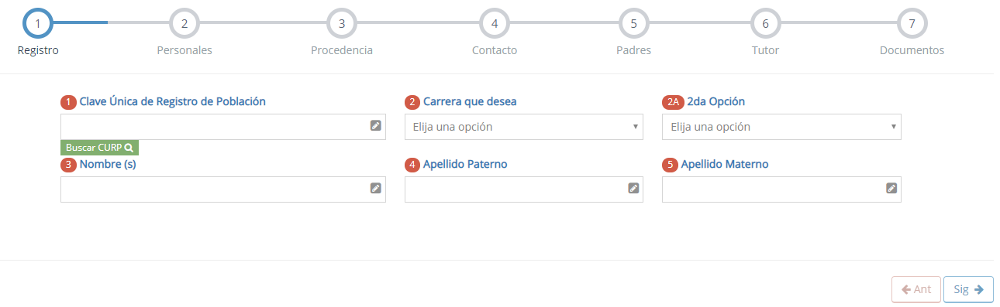 1 2 3 4 5 6 7
Registro Personales Procedencia Contacto Padres Tutor Documentos
1 Clave Única de Registro de Población 2 Carrera que desea 2A 2da Opción
Elija una opción Elija una opción
Buscar CURP
3 Nombre (s) 4 Apellido Paterno 5 Apellido Materno
Ant Sig